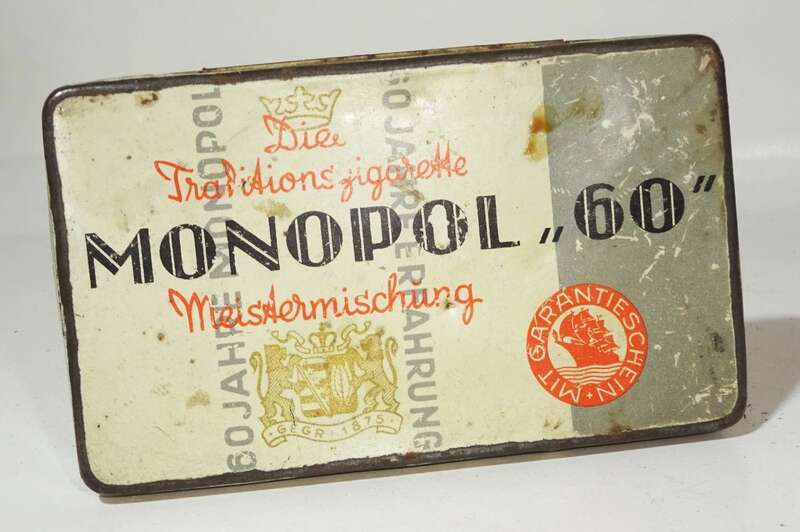 Die
Traditionszigarette
MONOPOL „60”
Meistermischung
60 JAHRE MONOPOL
60 JAHRE ERFAHRUNG
GEGR. 1875
MIT GARANTIESCHEIN